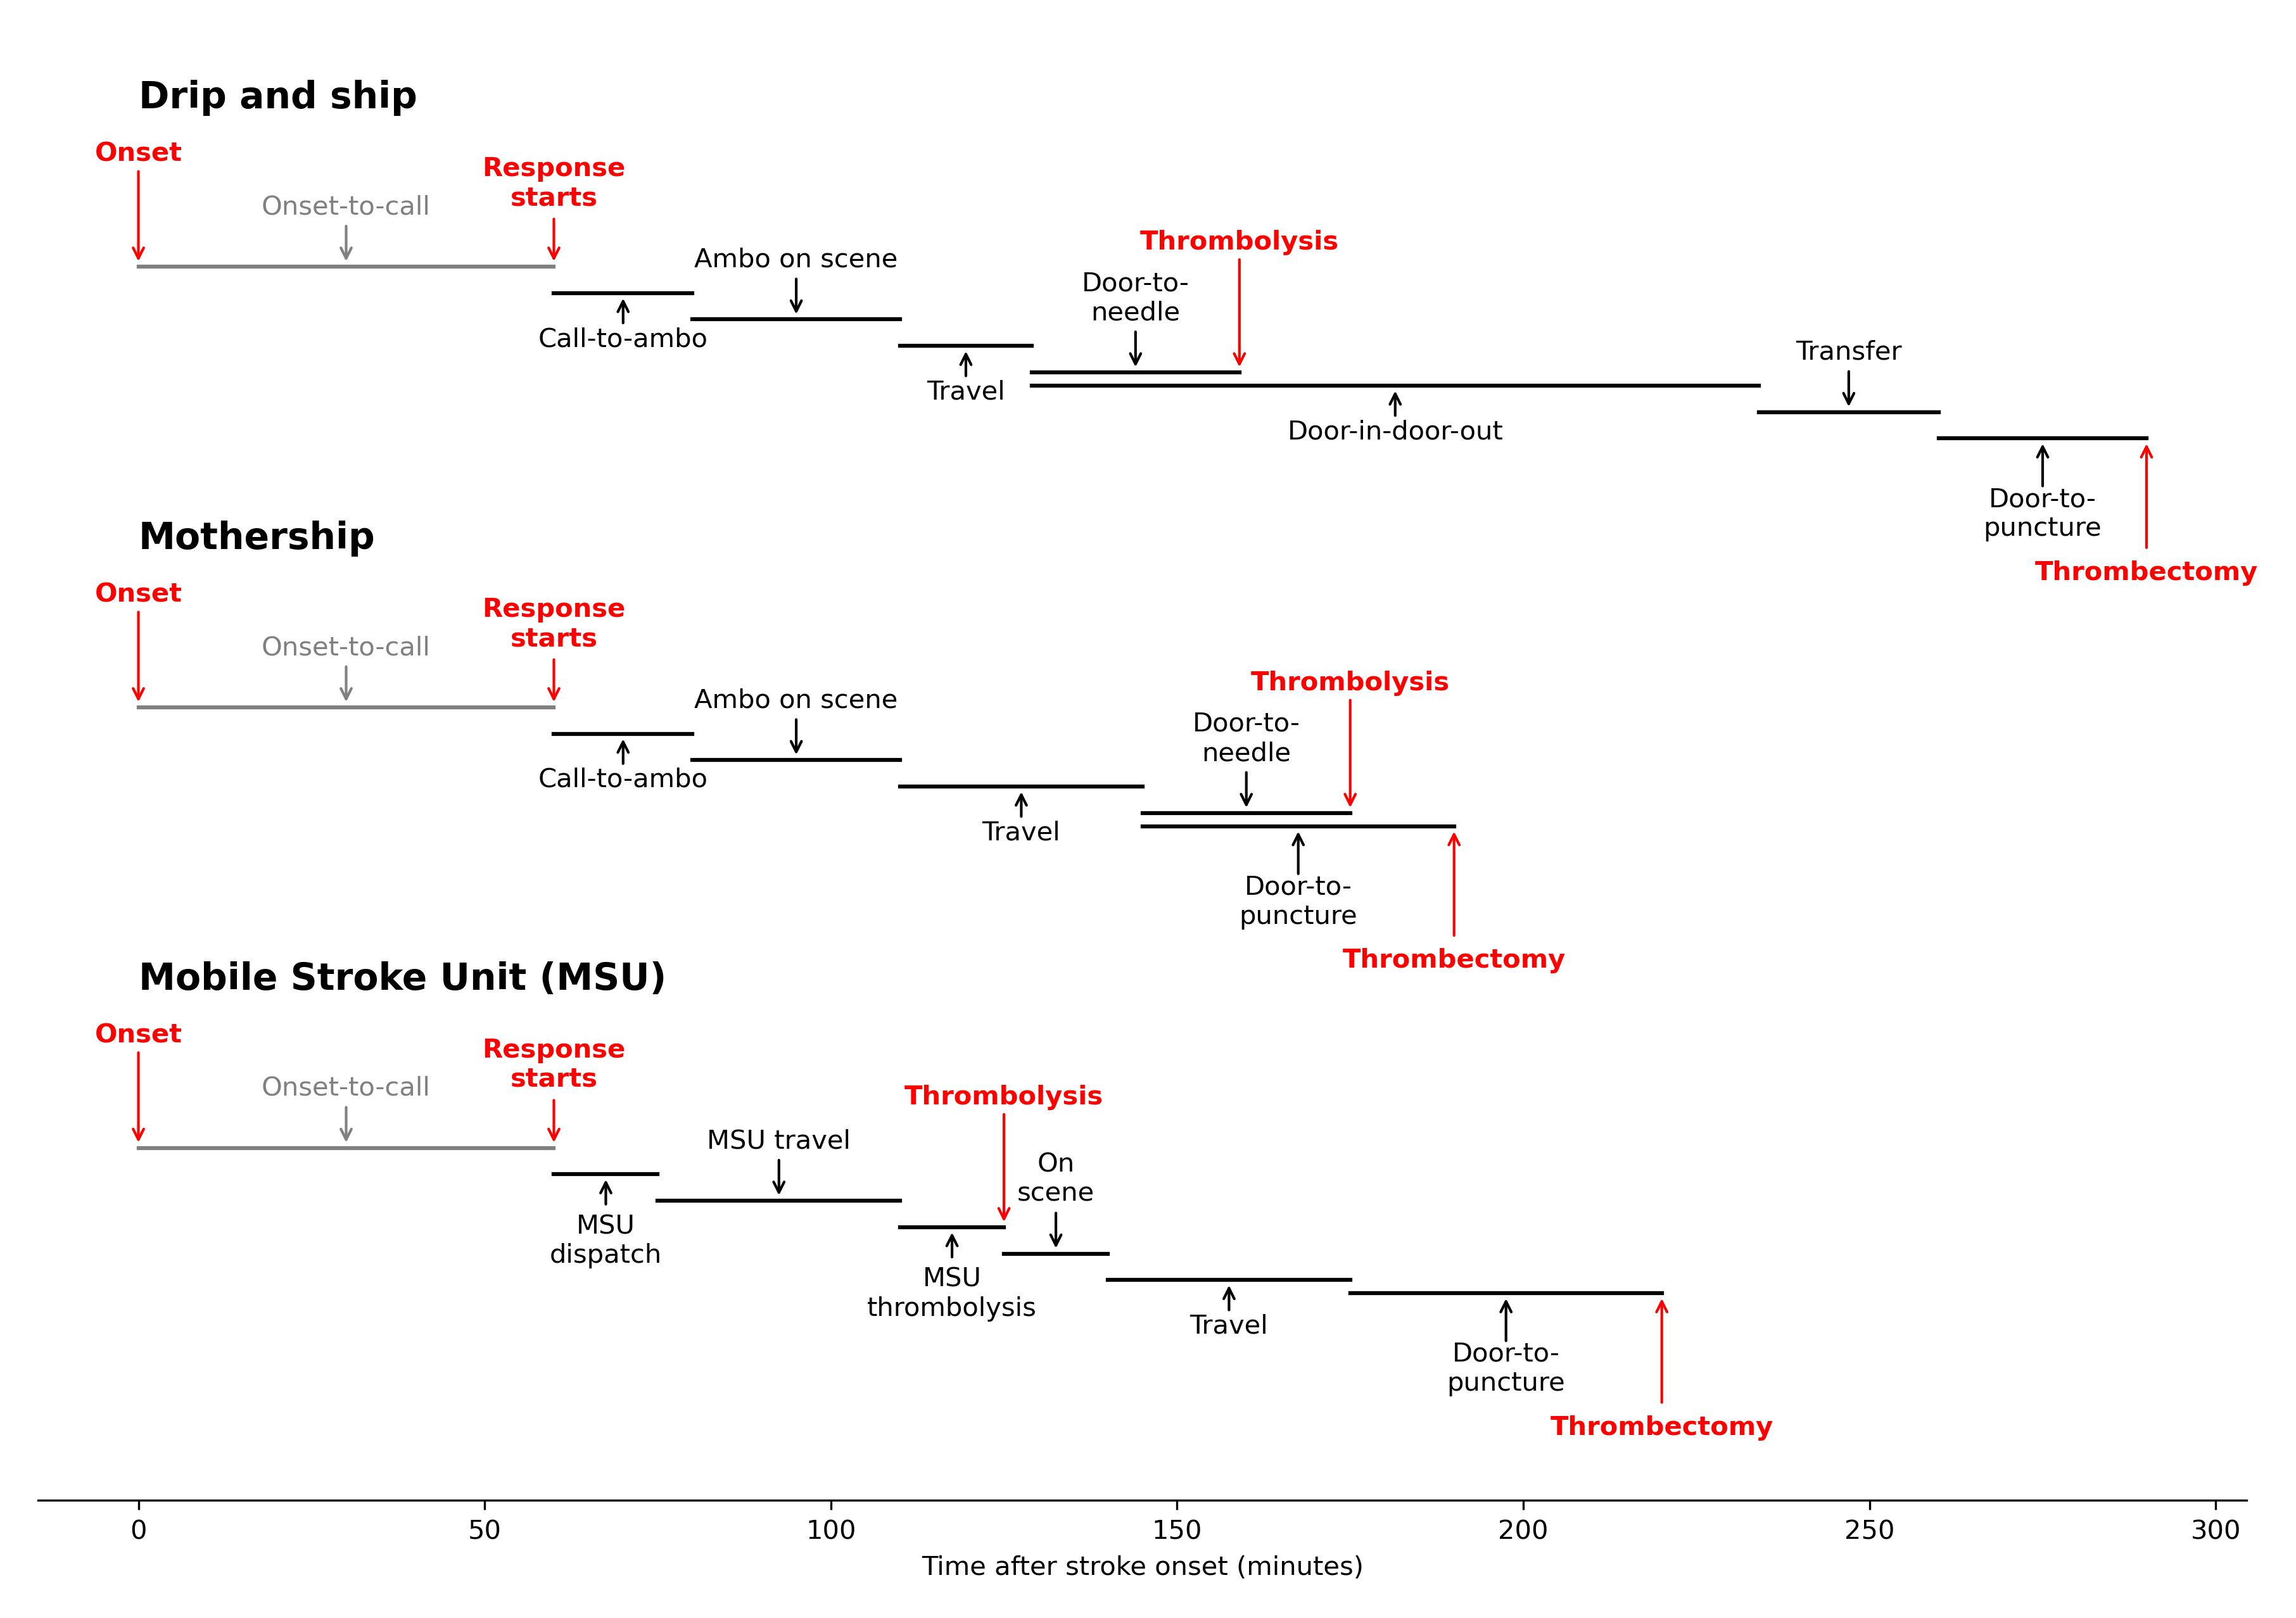 Drip and ship
Onset
Response
starts
Onset-to-call
Thrombolysis
Ambo on scene
Door-to-
needle
Call-to-ambo
Transfer
Travel
Door-in-door-out
Door-to-
puncture
Thrombectomy
Mothership
Onset
Response
starts
Onset-to-call
Thrombolysis
Ambo on scene
Door-to-
needle
Call-to-ambo
Travel
Door-to-
puncture
Thrombectomy
Mobile Stroke Unit (MSU)
Onset
Response
starts
Onset-to-call
Thrombolysis
MSU travel
On
scene
MSU
dispatch
MSU
thrombolysis
Travel
Door-to-
puncture
Thrombectomy
0 50 100 150 200 250 300
Time after stroke onset (minutes)